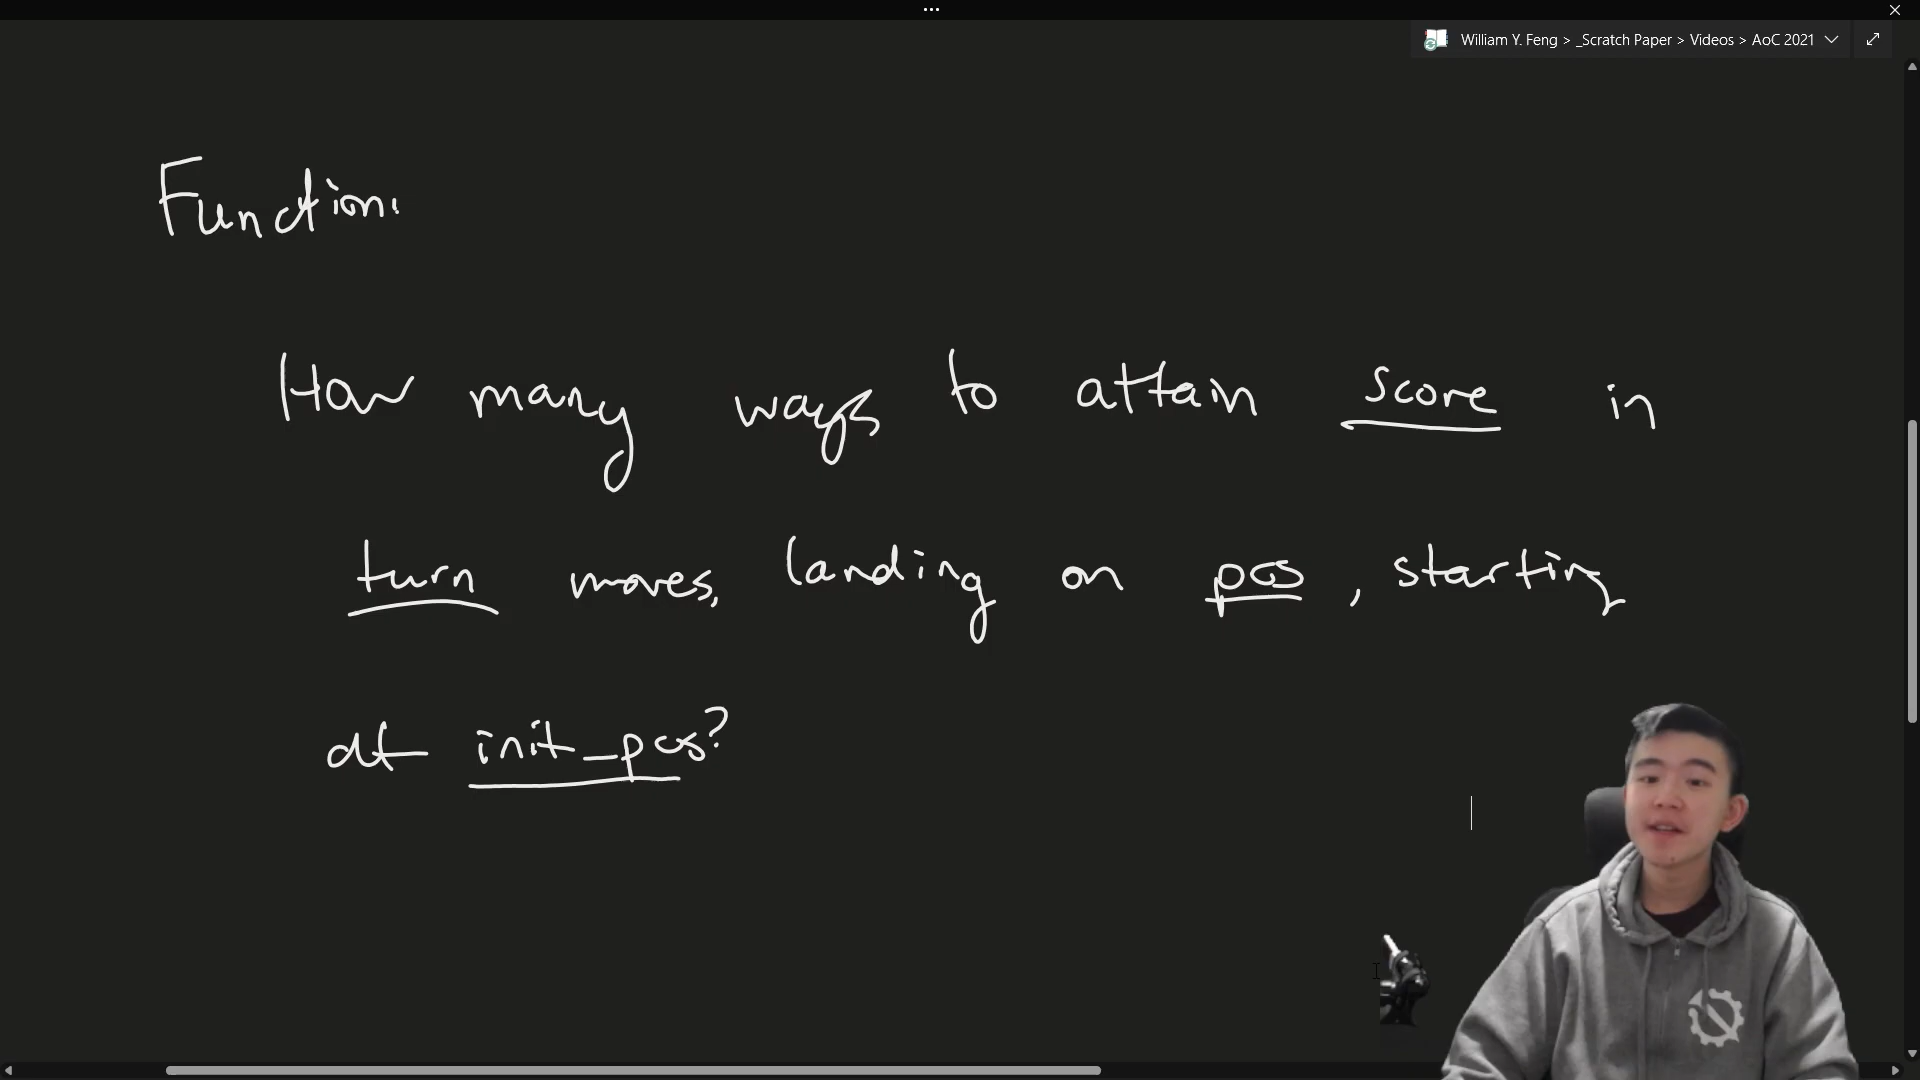 William Y. Feng > _Scratch Paper > Videos > AoC 2021
Function:
How many ways to attain score in
turn moves, landing on pos, starting
at init_pos?